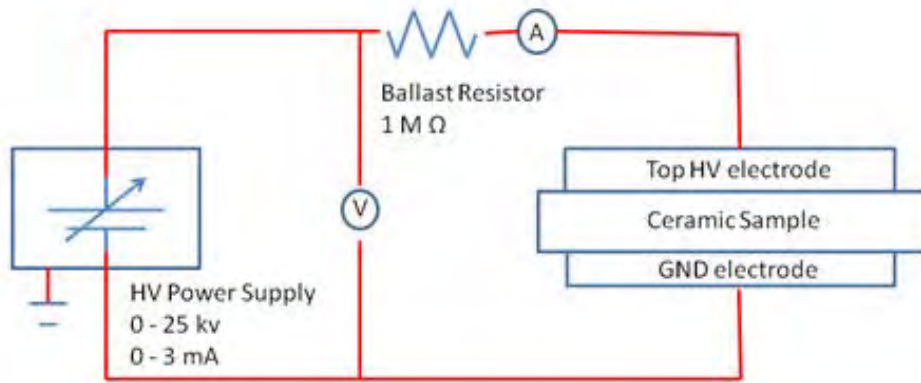 A
Ballast Resistor
1 M Ω
Top HV electrode
Ceramic Sample
V
GND electrode
HV Power Supply
0 - 25 kv
0 - 3 mA